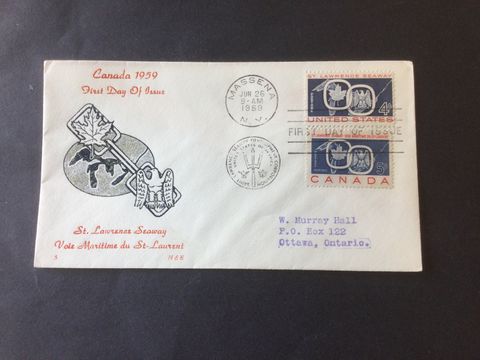 Canada 1959
First Day Of Issue
St. Lawrence Seaway
Voie Maritime du St-Laurent
MASSENA
JUN 26
8-AM
1959
N.Y.
FIRST DAY OF ISSUE
ST. LAWRENCE SEAWAY
4¢
UNITED STATES
5¢
CANADA
W. Murray Hall
P.O. Box 122
Ottawa, Ontario.